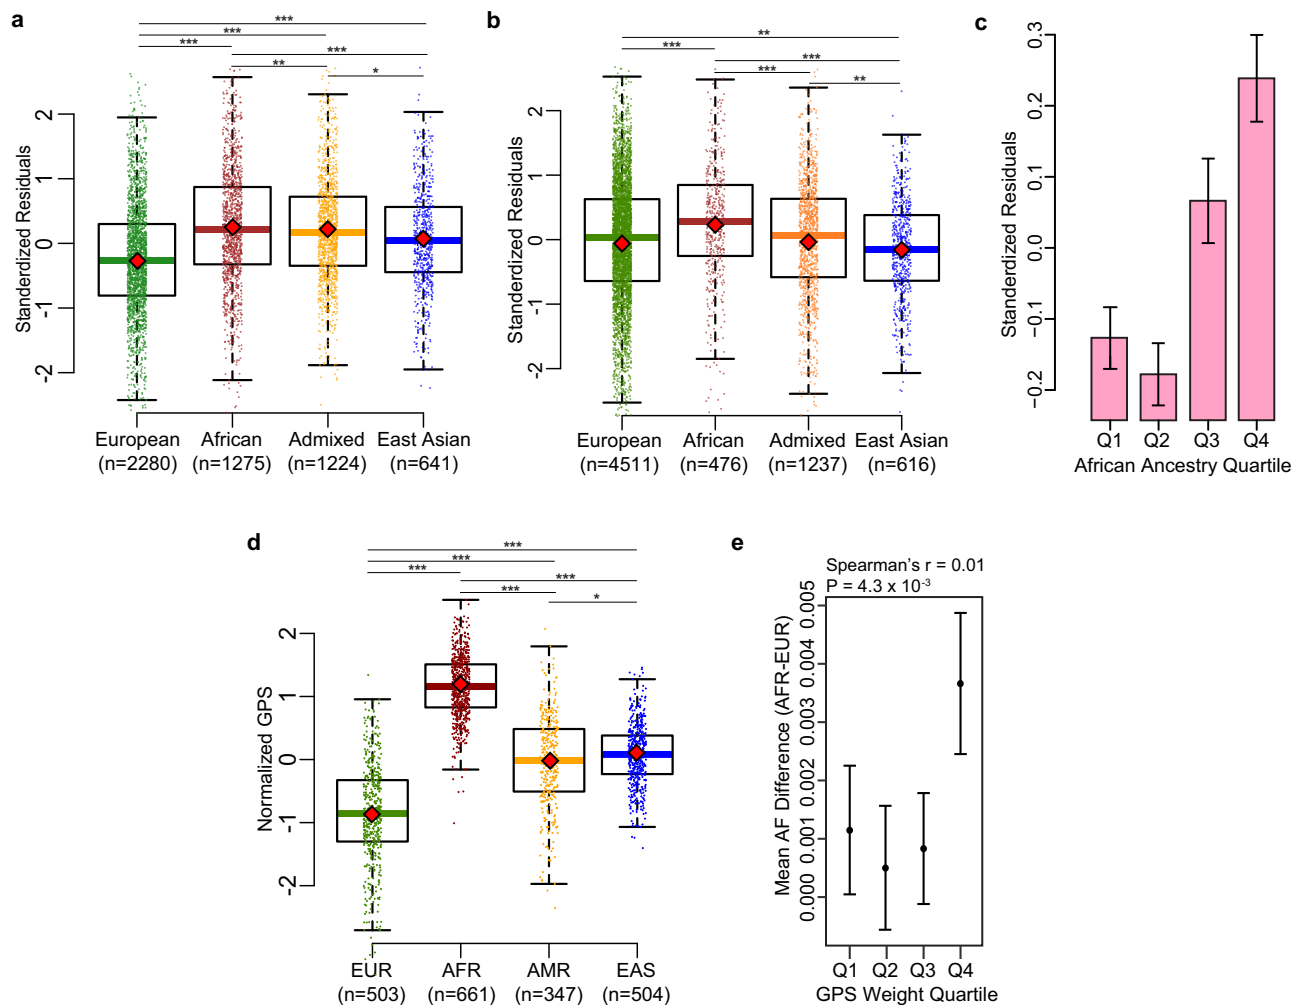 a
***
***
***
***
**
*
Standerdized Residuals
2
1
0
-1
-2
European
(n=2280)
African
(n=1275)
Admixed
(n=1224)
East Asian
(n=641)
b
**
***
***
***
**
Standerdized Residuals
2
1
0
-1
-2
European
(n=4511)
African
(n=476)
Admixed
(n=1237)
East Asian
(n=616)
c
Standerdized Residuals
0.3
0.2
0.1
0.0
-0.1
-0.2
Q1 Q2 Q3 Q4
African Ancestry Quartile
d
***
***
***
***
***
*
Normalized GPS
2
1
0
-1
-2
EUR
(n=503)
AFR
(n=661)
AMR
(n=347)
EAS
(n=504)
e
Spearman's r = 0.01
P = 4.3 x 10-3
Mean AF Difference (AFR-EUR)
0.005
0.004
0.003
0.002
0.001
0.000
Q1 Q2 Q3 Q4
GPS Weight Quartile